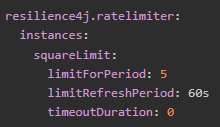 resilience4j.ratelimiter:
  instances:
    squareLimit:
      limitForPeriod: 5
      limitRefreshPeriod: 60s
      timeoutDuration: 0